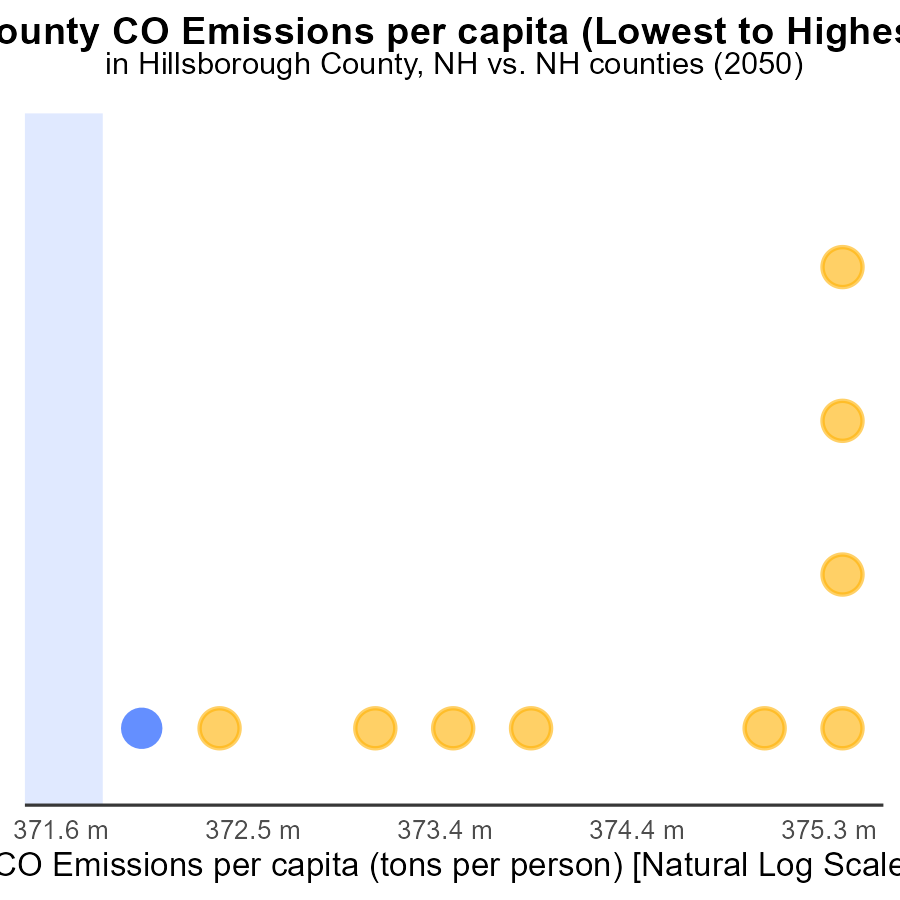 ounty CO Emissions per capita (Lowest to Highes
in Hillsborough County, NH vs. NH counties (2050)
371.6 m 372.5 m 373.4 m 374.4 m 375.3 m
CO Emissions per capita (tons per person) [Natural Log Scale